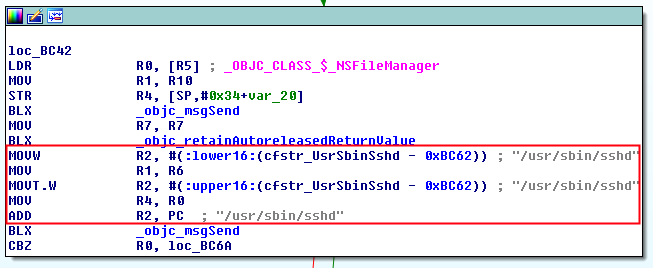 loc_BC42
LDR R0, [R5] ; _OBJC_CLASS_$_NSFileManager
MOV R1, R10
STR R4, [SP,#0x34+var_20]
BLX _objc_msgSend
MOV R7, R7
BLX _objc_retainAutoreleasedReturnValue
MOVW R2, #(:lower16:(cfstr_UsrSbinSshd - 0xBC62)) ; "/usr/sbin/sshd"
MOV R1, R6
MOVT.W R2, #(:upper16:(cfstr_UsrSbinSshd - 0xBC62)) ; "/usr/sbin/sshd"
MOV R4, R0
ADD R2, PC ; "/usr/sbin/sshd"
BLX _objc_msgSend
CBZ R0, loc_BC6A